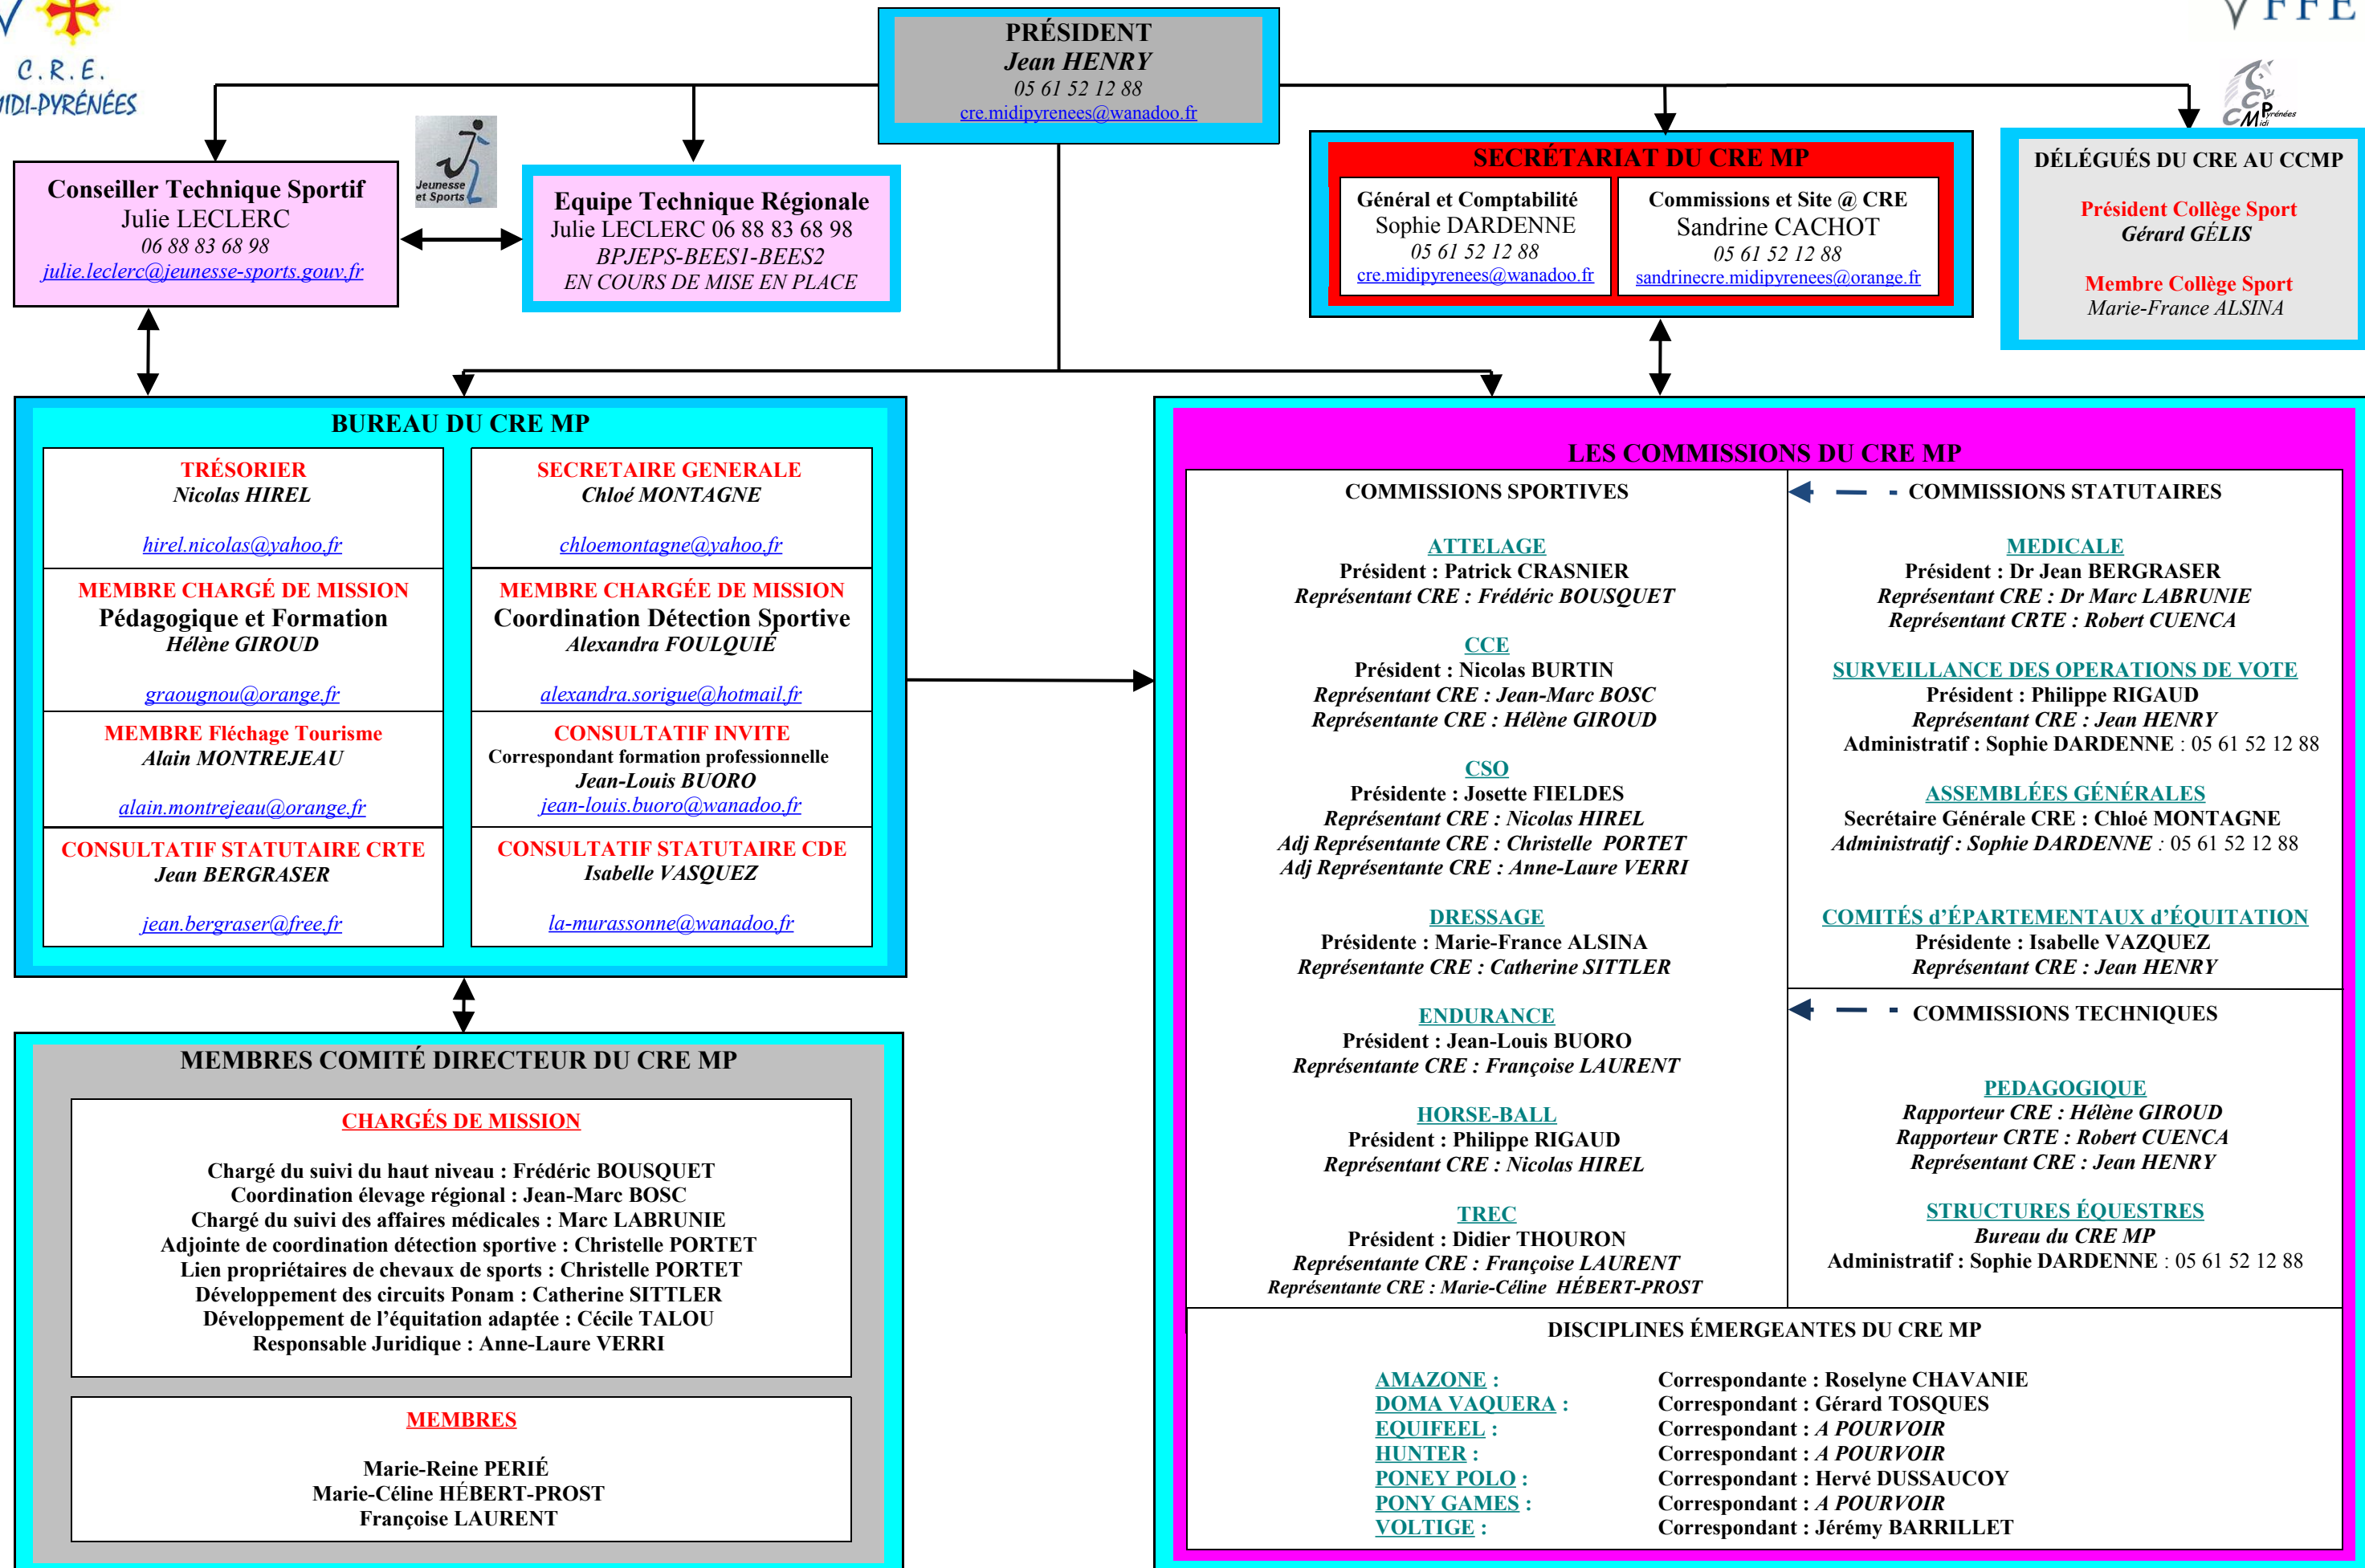 C.R.E.
MIDI-PYRÉNÉES
FFE
PRÉSIDENT
Jean HENRY
05 61 52 12 88
cre.midipyrenees@wanadoo.fr
Conseiller Technique Sportif
Julie LECLERC
06 88 83 68 98
julie.leclerc@jeunesse-sports.gouv.fr
Jeunesse
et Sports
Equipe Technique Régionale
Julie LECLERC 06 88 83 68 98
BPJEPS-BEES1-BEES2
EN COURS DE MISE EN PLACE
SECRÉTARIAT DU CRE MP
Général et Comptabilité
Sophie DARDENNE
05 61 52 12 88
cre.midipyrenees@wanadoo.fr
Commissions et Site @ CRE
Sandrine CACHOT
05 61 52 12 88
sandrinecre.midipyrenees@orange.fr
CCMP
Midi Pyrénées
DÉLÉGUÉS DU CRE AU CCMP
Président Collège Sport
Gérard GÉLIS
Membre Collège Sport
Marie-France ALSINA
BUREAU DU CRE MP
TRÉSORIER
Nicolas HIREL
hirel.nicolas@yahoo.fr
SECRETAIRE GENERALE
Chloé MONTAGNE
chloemontagne@yahoo.fr
MEMBRE CHARGÉ DE MISSION
Pédagogique et Formation
Hélène GIROUD
graougnou@orange.fr
MEMBRE CHARGÉE DE MISSION
Coordination Détection Sportive
Alexandra FOULQUIÉ
alexandra.sorigue@hotmail.fr
MEMBRE Fléchage Tourisme
Alain MONTREJEAU
alain.montrejeau@orange.fr
CONSULTATIF INVITE
Correspondant formation professionnelle
Jean-Louis BUORO
jean-louis.buoro@wanadoo.fr
CONSULTATIF STATUTAIRE CRTE
Jean BERGRASER
jean.bergraser@free.fr
CONSULTATIF STATUTAIRE CDE
Isabelle VASQUEZ
la-murassonne@wanadoo.fr
MEMBRES COMITÉ DIRECTEUR DU CRE MP
CHARGÉS DE MISSION
Chargé du suivi du haut niveau : Frédéric BOUSQUET
Coordination élevage régional : Jean-Marc BOSC
Chargé du suivi des affaires médicales : Marc LABRUNIE
Adjointe de coordination détection sportive : Christelle PORTET
Lien propriétaires de chevaux de sports : Christelle PORTET
Développement des circuits Ponam : Catherine SITTLER
Développement de l’équitation adaptée : Cécile TALOU
Responsable Juridique : Anne-Laure VERRI
MEMBRES
Marie-Reine PERIÉ
Marie-Céline HÉBERT-PROST
Françoise LAURENT
LES COMMISSIONS DU CRE MP
COMMISSIONS SPORTIVES
ATTELAGE
Président : Patrick CRASNIER
Représentant CRE : Frédéric BOUSQUET
CCE
Président : Nicolas BURTIN
Représentant CRE : Jean-Marc BOSC
Représentante CRE : Hélène GIROUD
CSO
Présidente : Josette FIELDES
Représentant CRE : Nicolas HIREL
Adj Représentante CRE : Christelle PORTET
Adj Représentante CRE : Anne-Laure VERRI
DRESSAGE
Présidente : Marie-France ALSINA
Représentante CRE : Catherine SITTLER
ENDURANCE
Président : Jean-Louis BUORO
Représentante CRE : Françoise LAURENT
HORSE-BALL
Président : Philippe RIGAUD
Représentant CRE : Nicolas HIREL
TREC
Président : Didier THOURON
Représentante CRE : Françoise LAURENT
Représentante CRE : Marie-Céline HÉBERT-PROST
COMMISSIONS STATUTAIRES
MEDICALE
Président : Dr Jean BERGRASER
Représentant CRE : Dr Marc LABRUNIE
Représentant CRTE : Robert CUENCA
SURVEILLANCE DES OPERATIONS DE VOTE
Président : Philippe RIGAUD
Représentant CRE : Jean HENRY
Administratif : Sophie DARDENNE : 05 61 52 12 88
ASSEMBLÉES GÉNÉRALES
Secrétaire Générale CRE : Chloé MONTAGNE
Administratif : Sophie DARDENNE : 05 61 52 12 88
COMITÉS d’ÉPARTEMENTAUX d’ÉQUITATION
Présidente : Isabelle VAZQUEZ
Représentant CRE : Jean HENRY
COMMISSIONS TECHNIQUES
PEDAGOGIQUE
Rapporteur CRE : Hélène GIROUD
Rapporteur CRTE : Robert CUENCA
Représentant CRE : Jean HENRY
STRUCTURES ÉQUESTRES
Bureau du CRE MP
Administratif : Sophie DARDENNE : 05 61 52 12 88
DISCIPLINES ÉMERGEANTES DU CRE MP
AMAZONE : Correspondante : Roselyne CHAVANIE
DOMA VAQUERA : Correspondant : Gérard TOSQUES
EQUIFEEL : Correspondant : A POURVOIR
HUNTER : Correspondant : A POURVOIR
PONEY POLO : Correspondant : Hervé DUSSAUCOY
PONY GAMES : Correspondant : A POURVOIR
VOLTIGE : Correspondant : Jérémy BARRILLET